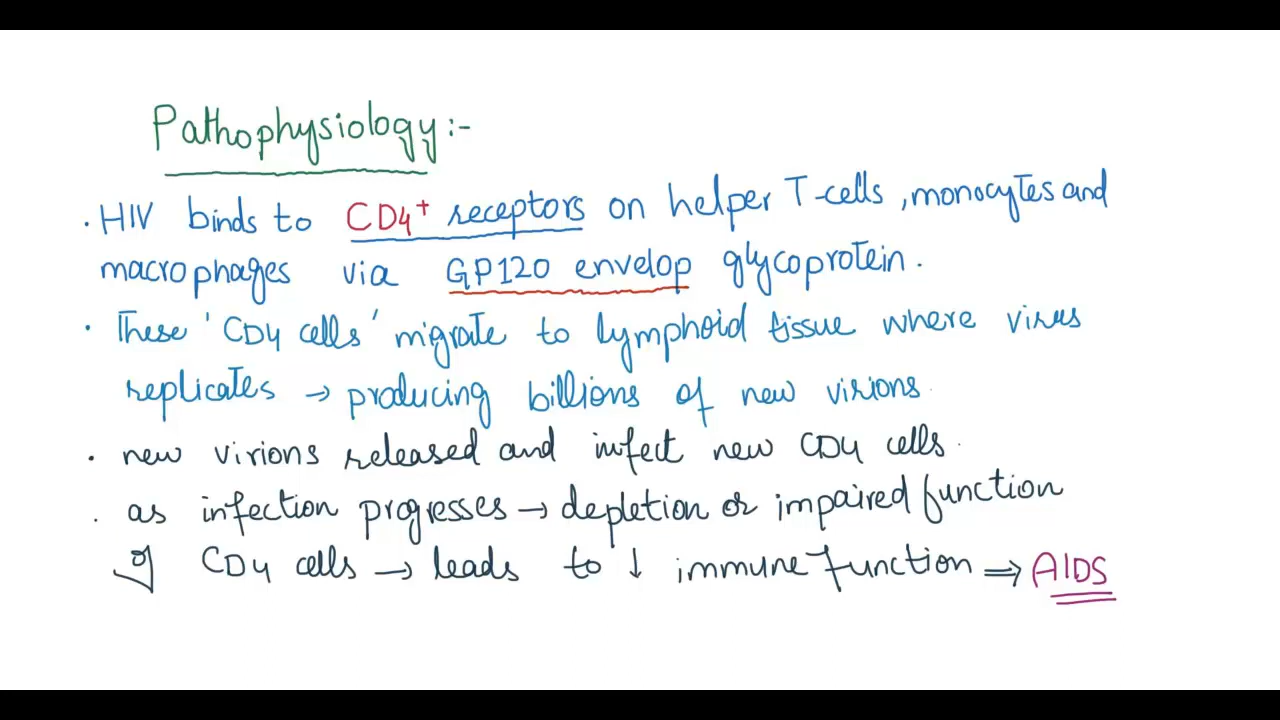 Pathophysiology :-
. HIV binds to CD4+ receptors on helper T-cells, monocytes and
macrophages via GP120 envelop glycoprotein.
. These 'CD4 cells' migrate to lymphoid tissue where virus
replicates → producing billions of new virions.
. new virions released and infect new CD4 cells.
. as infection progresses → depletion or impaired function
of CD4 cells → leads to ↓ immune function ⇒ AIDS